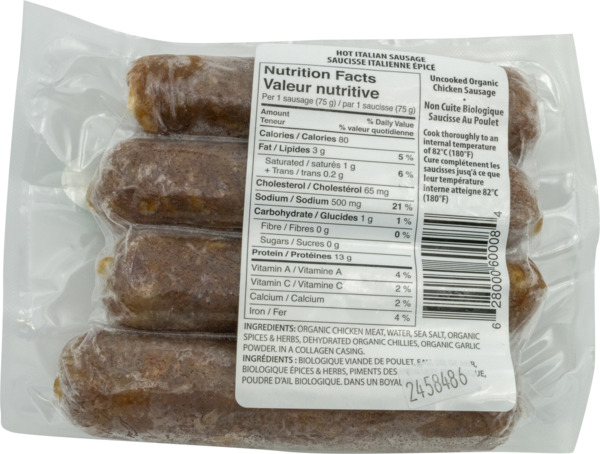 HOT ITALIAN SAUSAGE
SAUCISSE ITALIENNE ÉPICÉ
Nutrition Facts
Valeur nutritive
Per 1 sausage (75 g) / par 1 saucisse (75 g)
Amount % Daily Value
Teneur % valeur quotidienne
Calories / Calories 80
Fat / Lipides 3 g 5 %
Saturated / saturés 1 g 6 %
+ Trans / trans 0.2 g
Cholesterol / Cholestérol 65 mg
Sodium / Sodium 500 mg 21 %
Carbohydrate / Glucides 1 g 1 %
Fibre / Fibres 0 g 0 %
Sugars / Sucres 0 g
Protein / Protéines 13 g
Vitamin A / Vitamine A 4 %
Vitamin C / Vitamine C 2 %
Calcium / Calcium 2 %
Iron / Fer 4 %
Uncooked Organic
Chicken Sausage
•
Non Cuite Biologique
Saucisse Au Poulet
Cook thoroughly to an
internal temperature
of 82°C (180°F)
Cure complétenent les
saucisses jusq'à ce que
leur température
interne atteigne 82°C
(180°F)
6 28000 60008 4
INGREDIENTS: ORGANIC CHICKEN MEAT, WATER, SEA SALT, ORGANIC
SPICES & HERBS, DEHYDRATED ORGANIC CHILLIES, ORGANIC GARLIC
POWDER. IN A COLLAGEN CASING.
INGRÉDIENTS : BIOLOGIQUE VIANDE DE POULET
BIOLOGIQUE ÉPICES & HERBS, PIMENTS DES
POUDRE D'AIL BIOLOGIQUE. DANS UN BOYAL
2458486